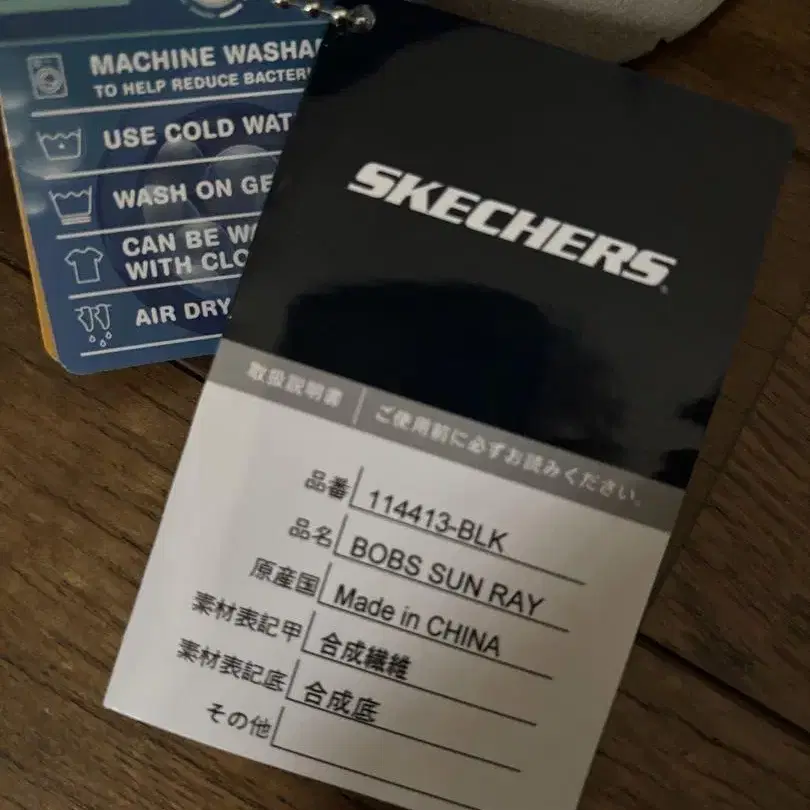 MACHINE WASHA
TO HELP REDUCE BACTERI
USE COLD WAT
WASH ON GE
CAN BE WA
WITH CLO
AIR DRY
SKECHERS
取扱説明書 ご使用前に必ずお読みください。
品番 114413-BLK
品名 BOBS SUN RAY
原産国 Made in CHINA
素材表記甲 合成繊維
素材表記底 合成底
その他